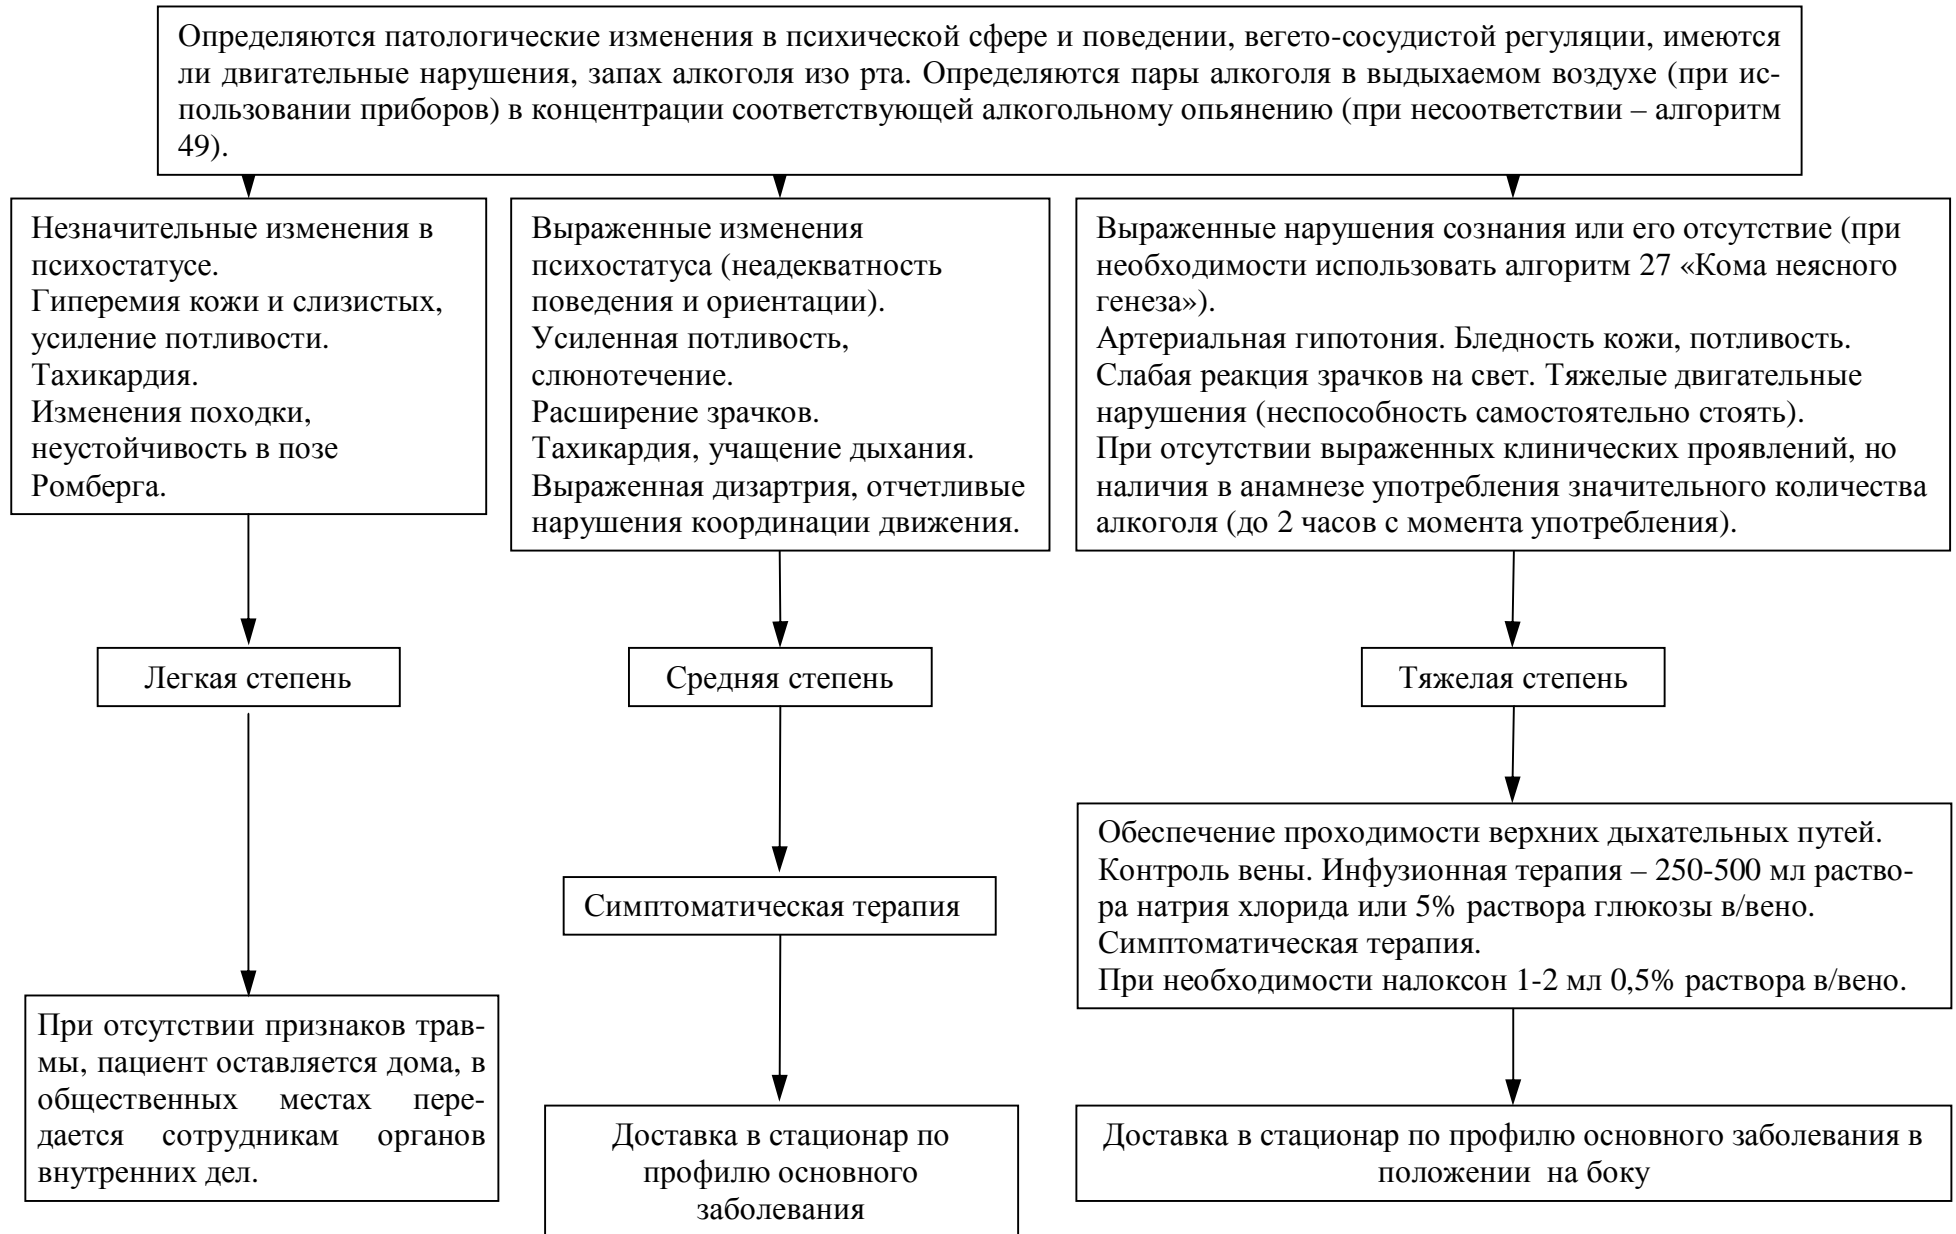 Определяются патологические изменения в психической сфере и поведении, вегето-сосудистой регуляции, имеются
ли двигательные нарушения, запах алкоголя изо рта. Определяются пары алкоголя в выдыхаемом воздухе (при ис-
пользовании приборов) в концентрации соответствующей алкогольному опьянению (при несоответствии – алгоритм
49).
Незначительные изменения в
психостатусе.
Гиперемия кожи и слизистых,
усиление потливости.
Тахикардия.
Изменения походки,
неустойчивость в позе
Ромберга.
Выраженные изменения
психостатуса (неадекватность
поведения и ориентации).
Усиленная потливость,
слюнотечение.
Расширение зрачков.
Тахикардия, учащение дыхания.
Выраженная дизартрия, отчетливые
нарушения координации движения.
Выраженные нарушения сознания или его отсутствие (при
необходимости использовать алгоритм 27 «Кома неясного
генеза»).
Артериальная гипотония. Бледность кожи, потливость.
Слабая реакция зрачков на свет. Тяжелые двигательные
нарушения (неспособность самостоятельно стоять).
При отсутствии выраженных клинических проявлений, но
наличия в анамнезе употребления значительного количества
алкоголя (до 2 часов с момента употребления).
Легкая степень
Средняя степень
Тяжелая степень
Обеспечение проходимости верхних дыхательных путей.
Контроль вены. Инфузионная терапия – 250-500 мл раство-
ра натрия хлорида или 5% раствора глюкозы в/вено.
Симптоматическая терапия.
При необходимости налоксон 1-2 мл 0,5% раствора в/вено.
Симптоматическая терапия
При отсутствии признаков трав-
мы, пациент оставляется дома, в
общественных местах пере-
дается сотрудникам органов
внутренних дел.
Доставка в стационар по
профилю основного
заболевания
Доставка в стационар по профилю основного заболевания в
положении на боку